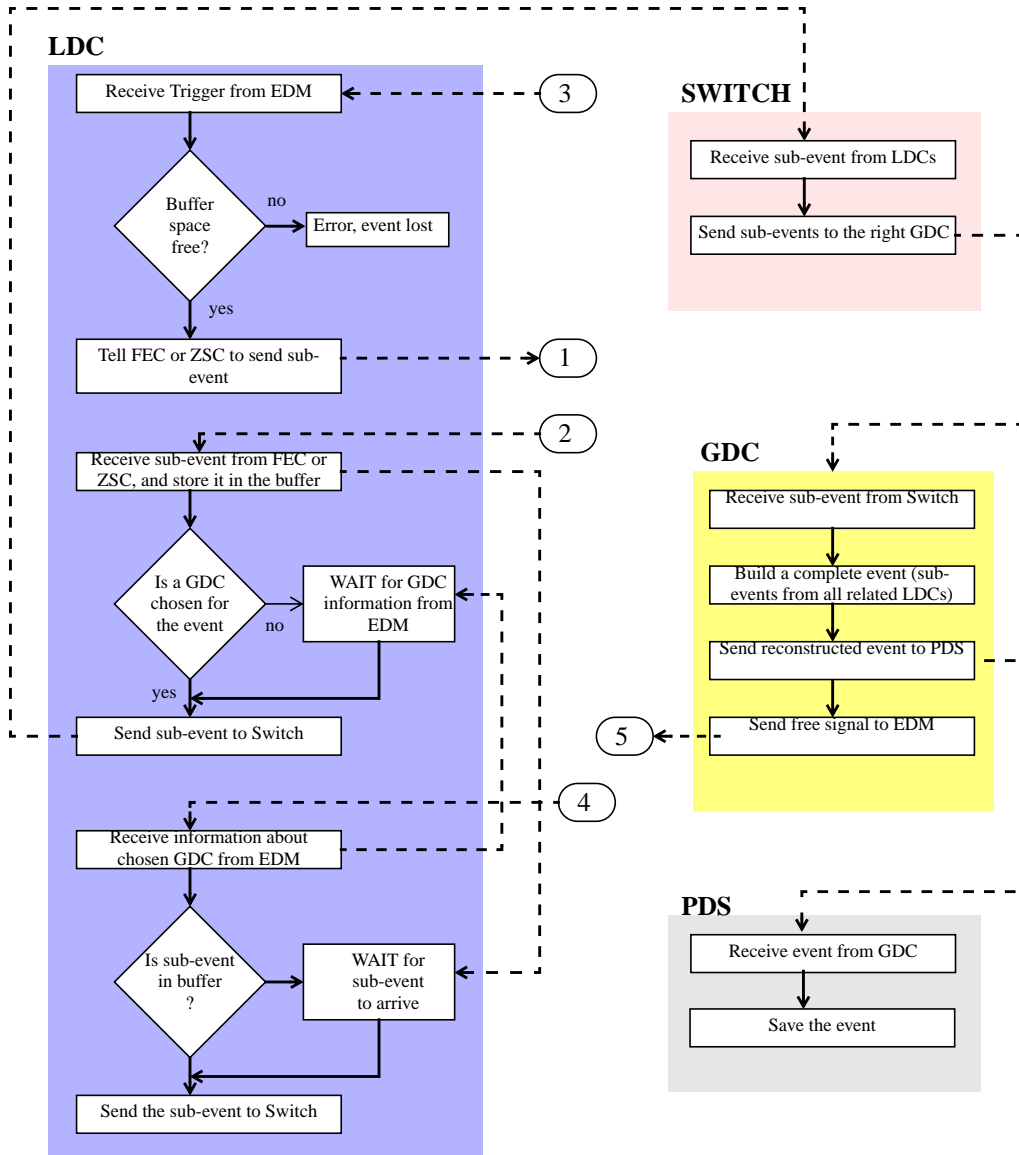 LDC
Receive Trigger from EDM
3
Buffer
space
free?
no
Error, event lost
yes
Tell FEC or ZSC to send sub-
event
1
2
Receive sub-event from FEC or
ZSC, and store it in the buffer
Is a GDC
chosen for
the event
no
WAIT for GDC
information from
EDM
yes
Send sub-event to Switch
4
Receive information about
chosen GDC from EDM
Is sub-event
in buffer
?
WAIT for
sub-event
to arrive
Send the sub-event to Switch
SWITCH
Receive sub-event from LDCs
Send sub-events to the right GDC
GDC
Receive sub-event from Switch
Build a complete event (sub-
events from all related LDCs)
Send reconstructed event to PDS
Send free signal to EDM
5
PDS
Receive event from GDC
Save the event